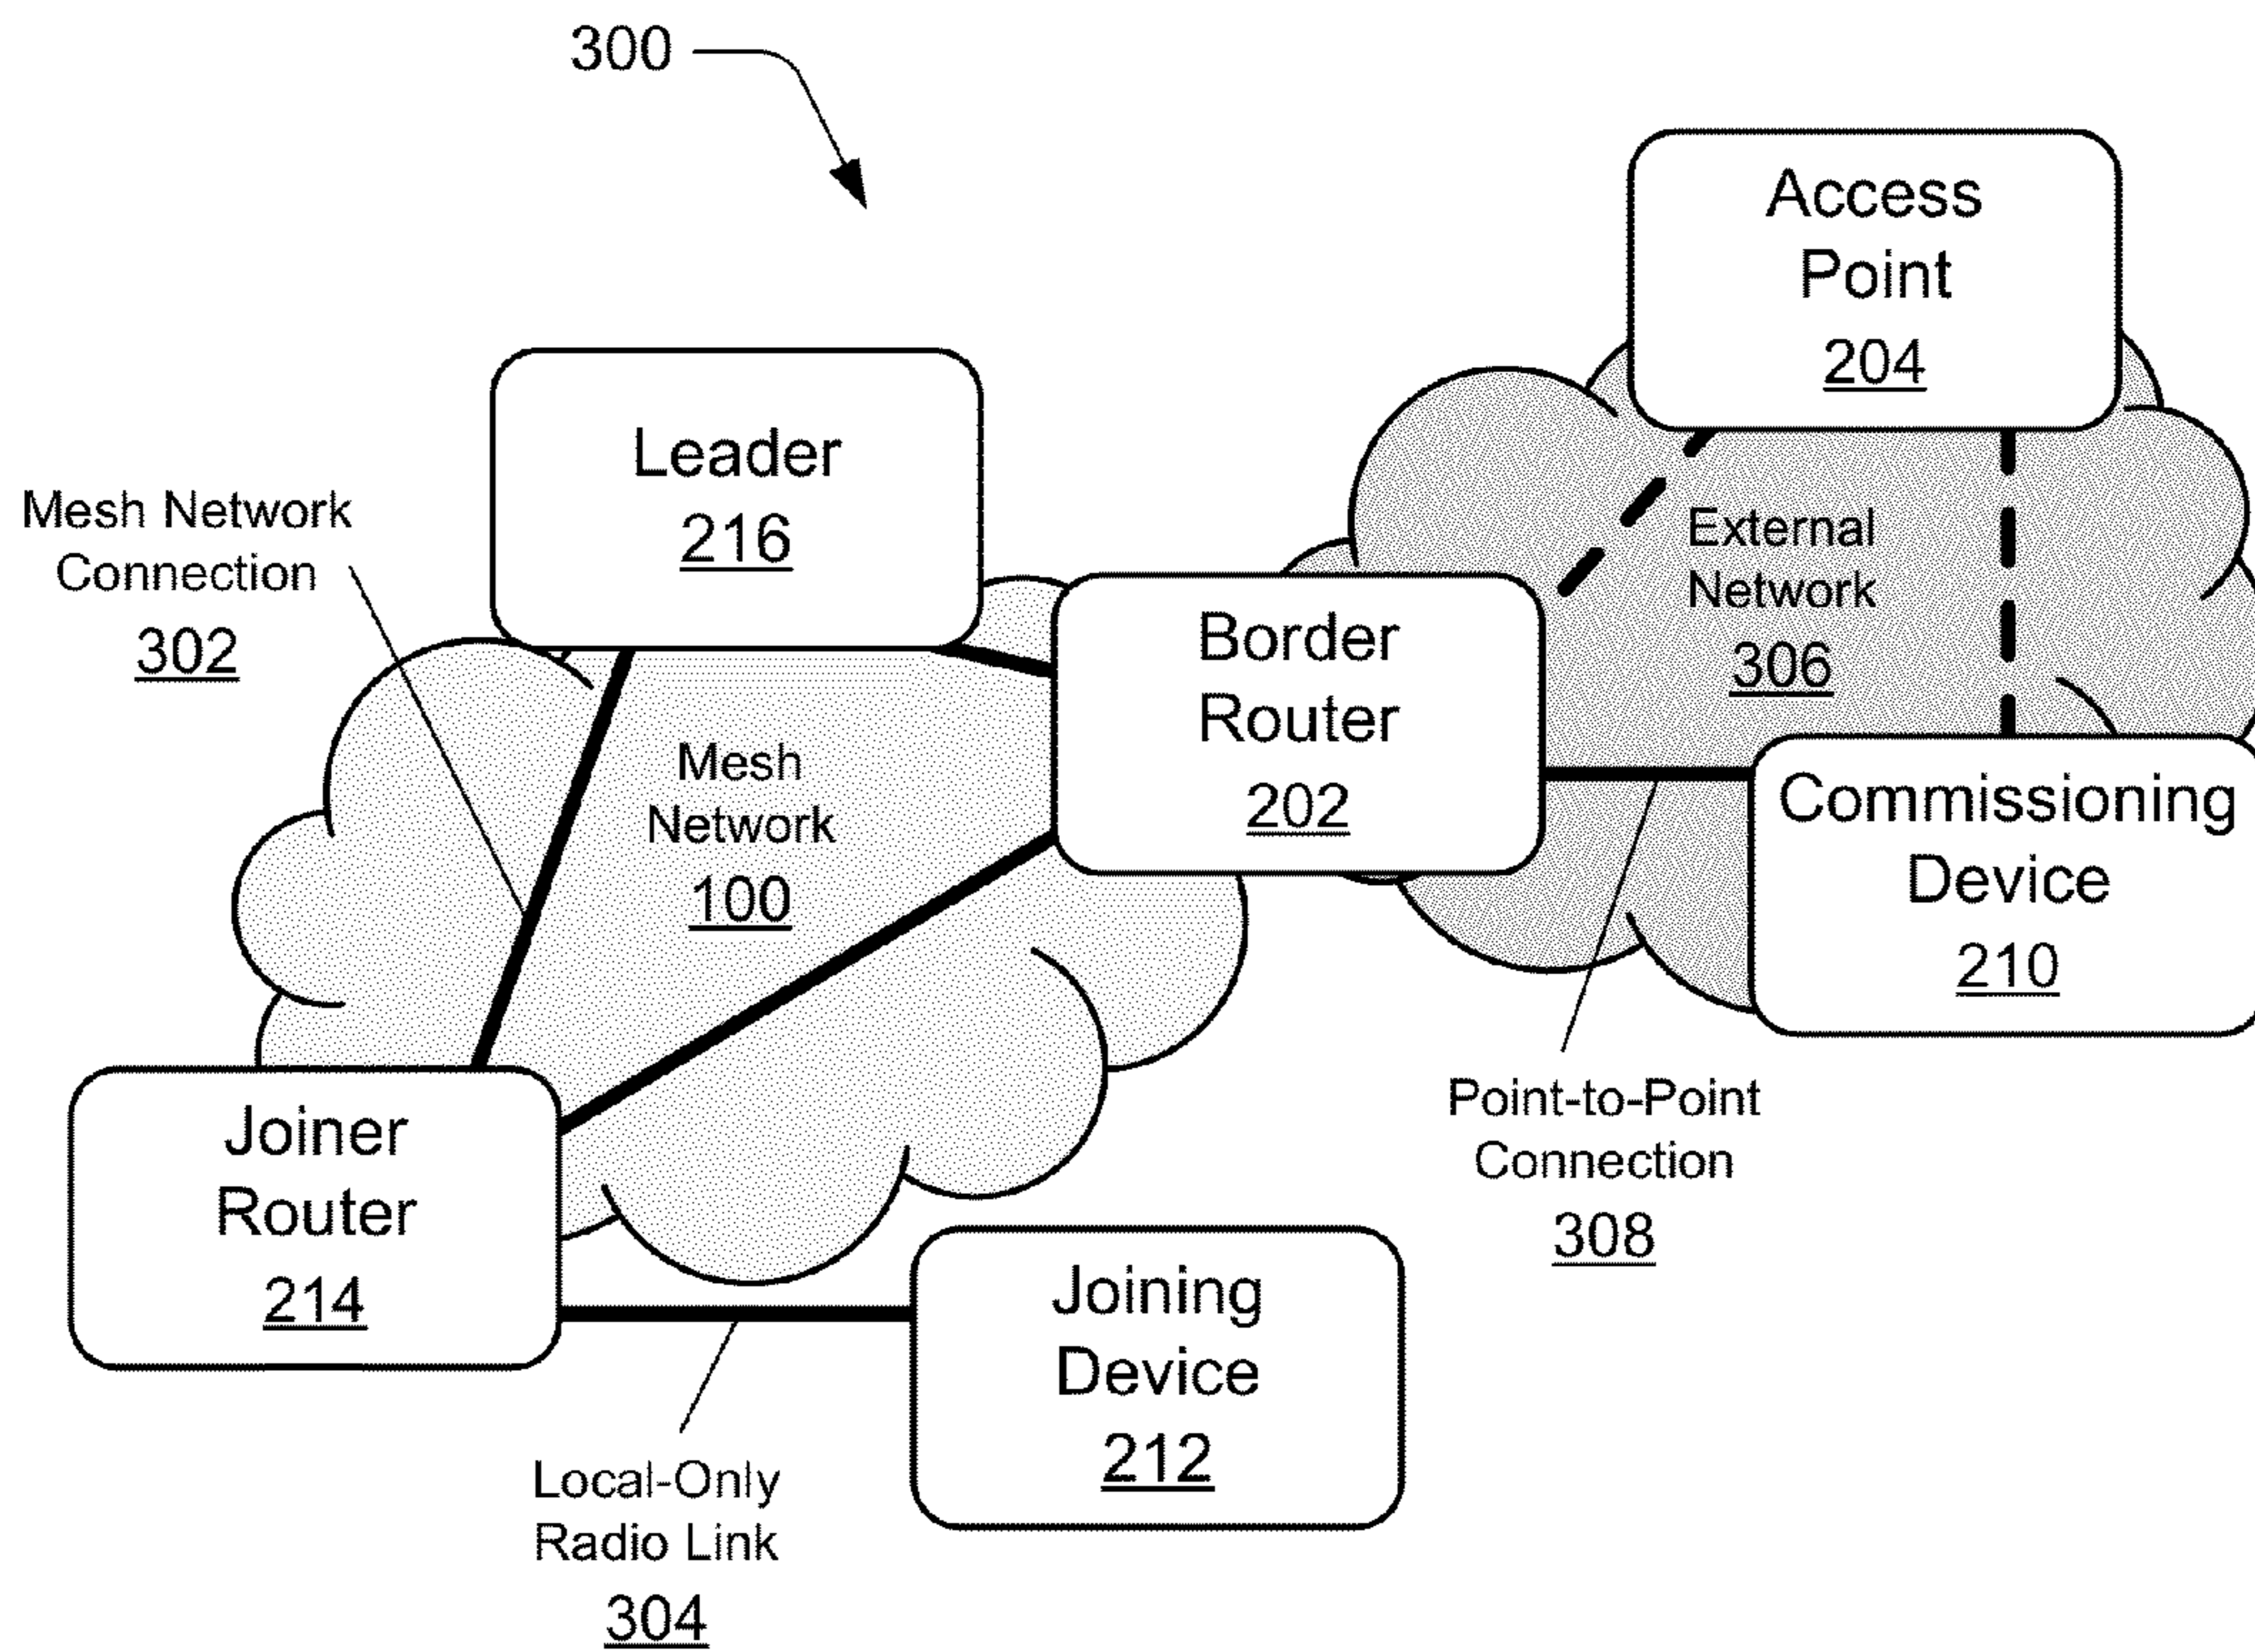 300
Access
Point
204
Leader
216
Mesh Network
Connection
302
External
Network
306
Border
Router
202
Mesh
Network
100
Commissioning
Device
210
Joiner
Router
214
Point-to-Point
Connection
308
Joining
Device
212
Local-Only
Radio Link
304